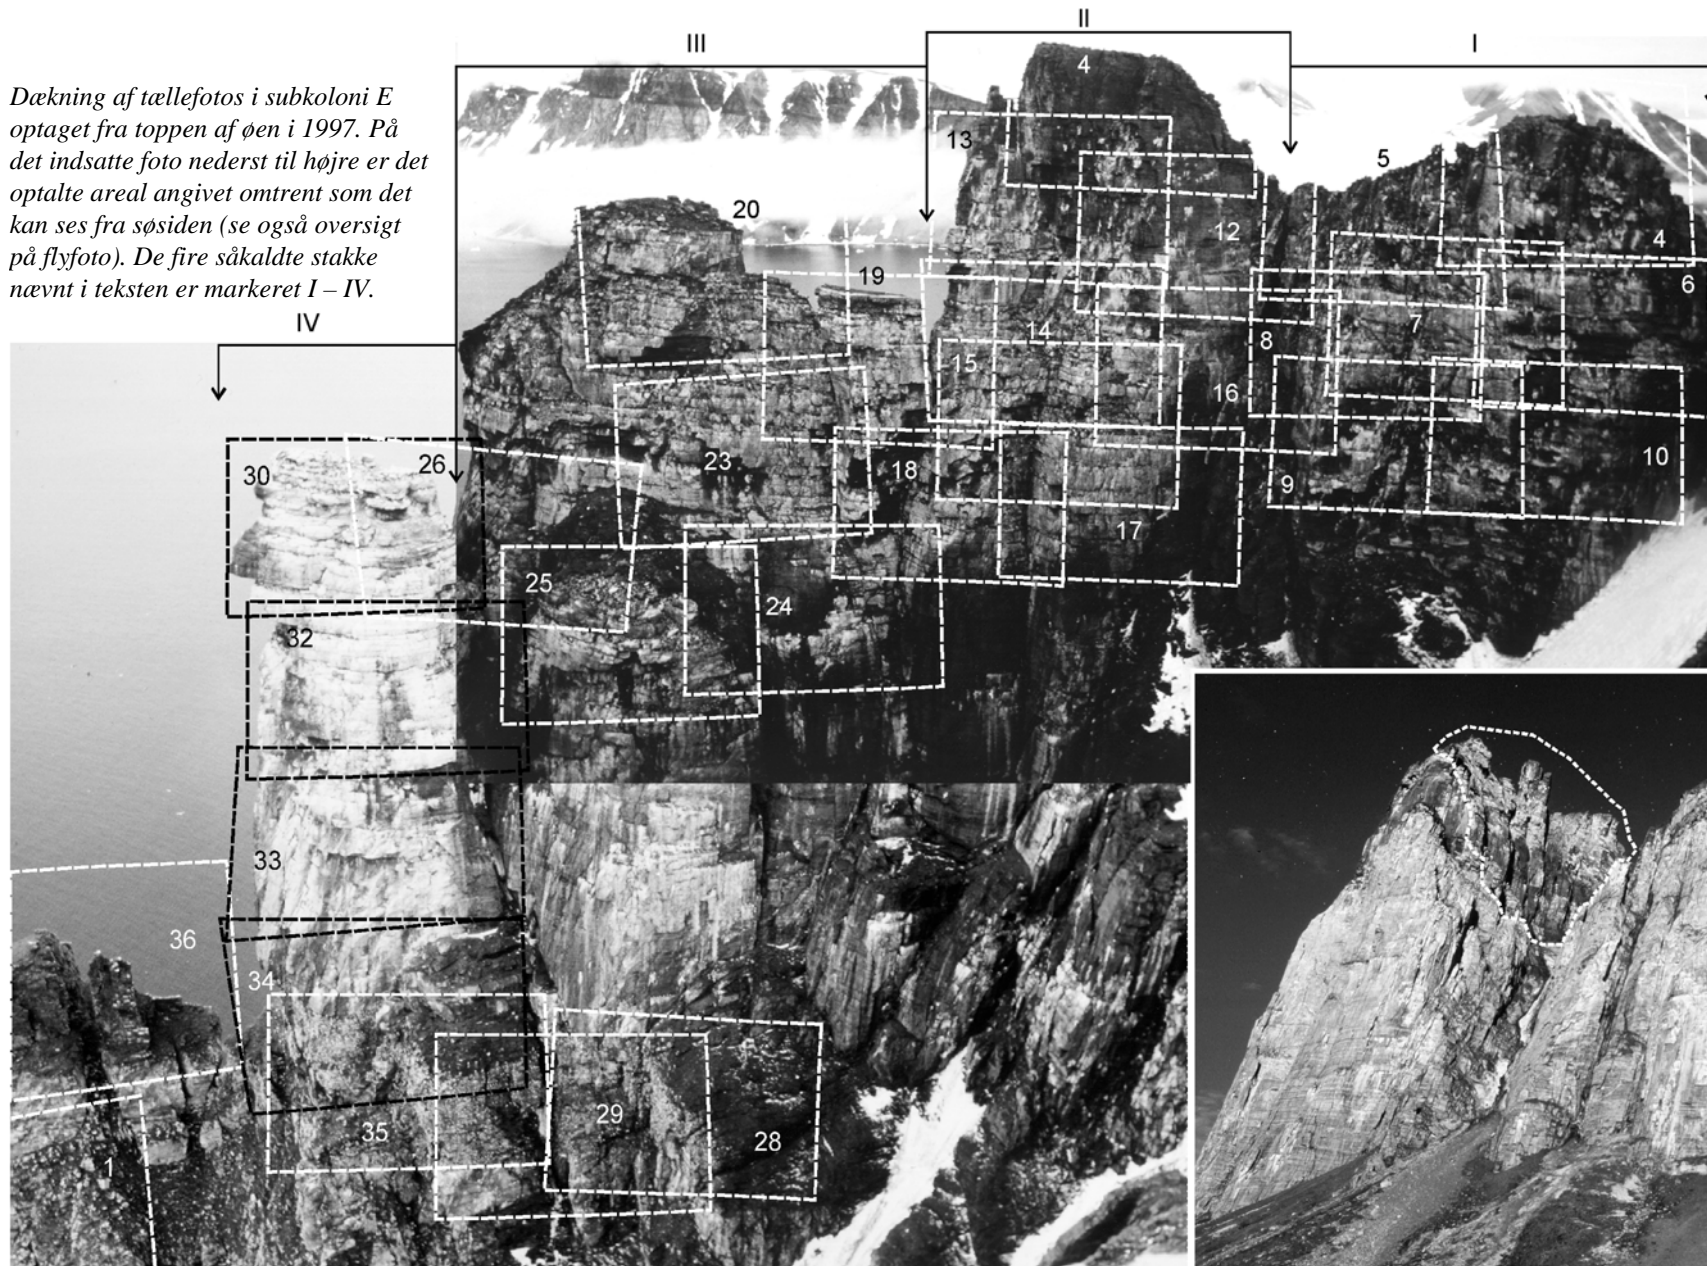 II
III
I
Dækning af tællefotos i subkoloni E
optaget fra toppen af øen i 1997. På
det indsatte foto nederst til højre er det
optalte areal angivet omtrent som det
kan ses fra søsiden (se også oversigt
på flyfoto). De fire såkaldte stakke
nævnt i teksten er markeret I – IV.
IV
4
13
5
20
12
4
19
6
14
7
8
15
16
30
26
23
18
10
9
17
25
24
32
33
36
34
29
35
28
1